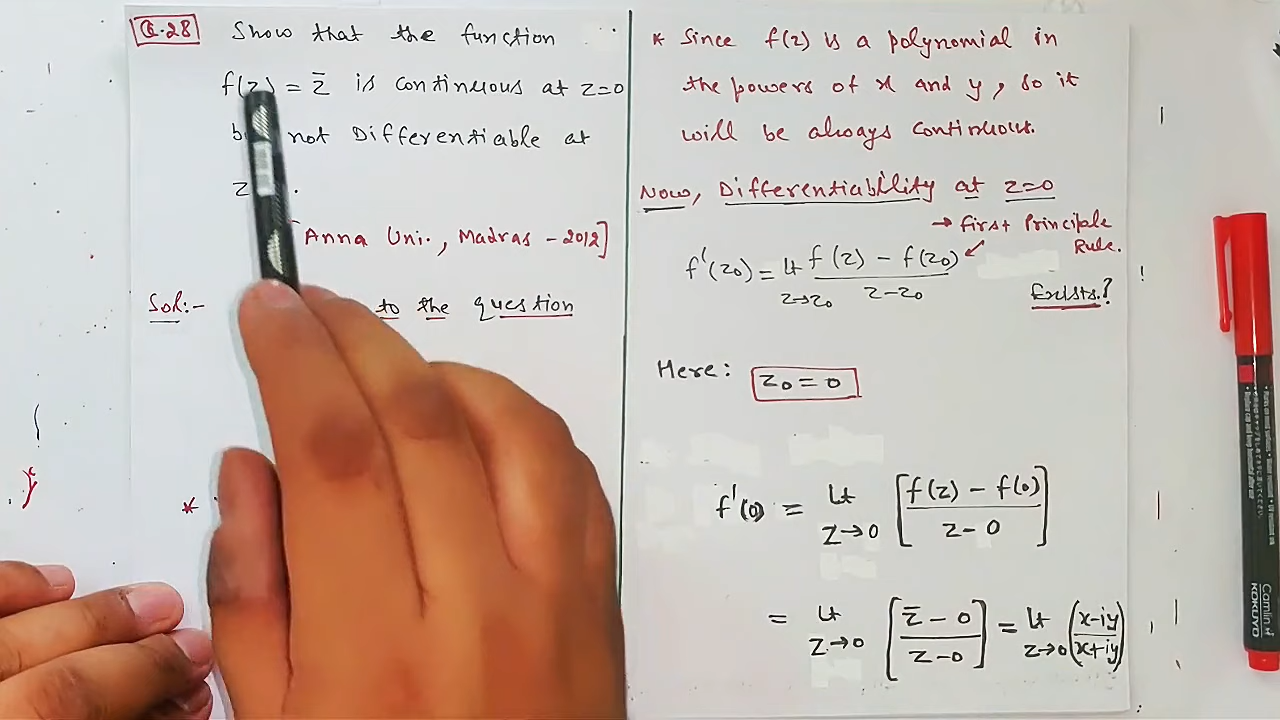 Q.28 Show that the function
f(z) = z̄ is continuous at z=0
not Differentiable at
z
Anna Uni., Madras - 2012]
Sol:- to the question
*
* Since f(z) is a polynomial in
the powers of x and y, so it
will be always continuous.
Now, Differentiability at z=0
→ first Principle
Rule.
f'(z₀) = Lt z→z₀ f(z) - f(z₀) / z-z₀
Exists?
Here: z₀ = 0
f'(0) = Lt z→0 [f(z) - f(0) / z-0]
= Lt z→0 [z̄ - 0 / z-0] = Lt z→0 (x-iy / x+iy)
Camlin
KOKUYO